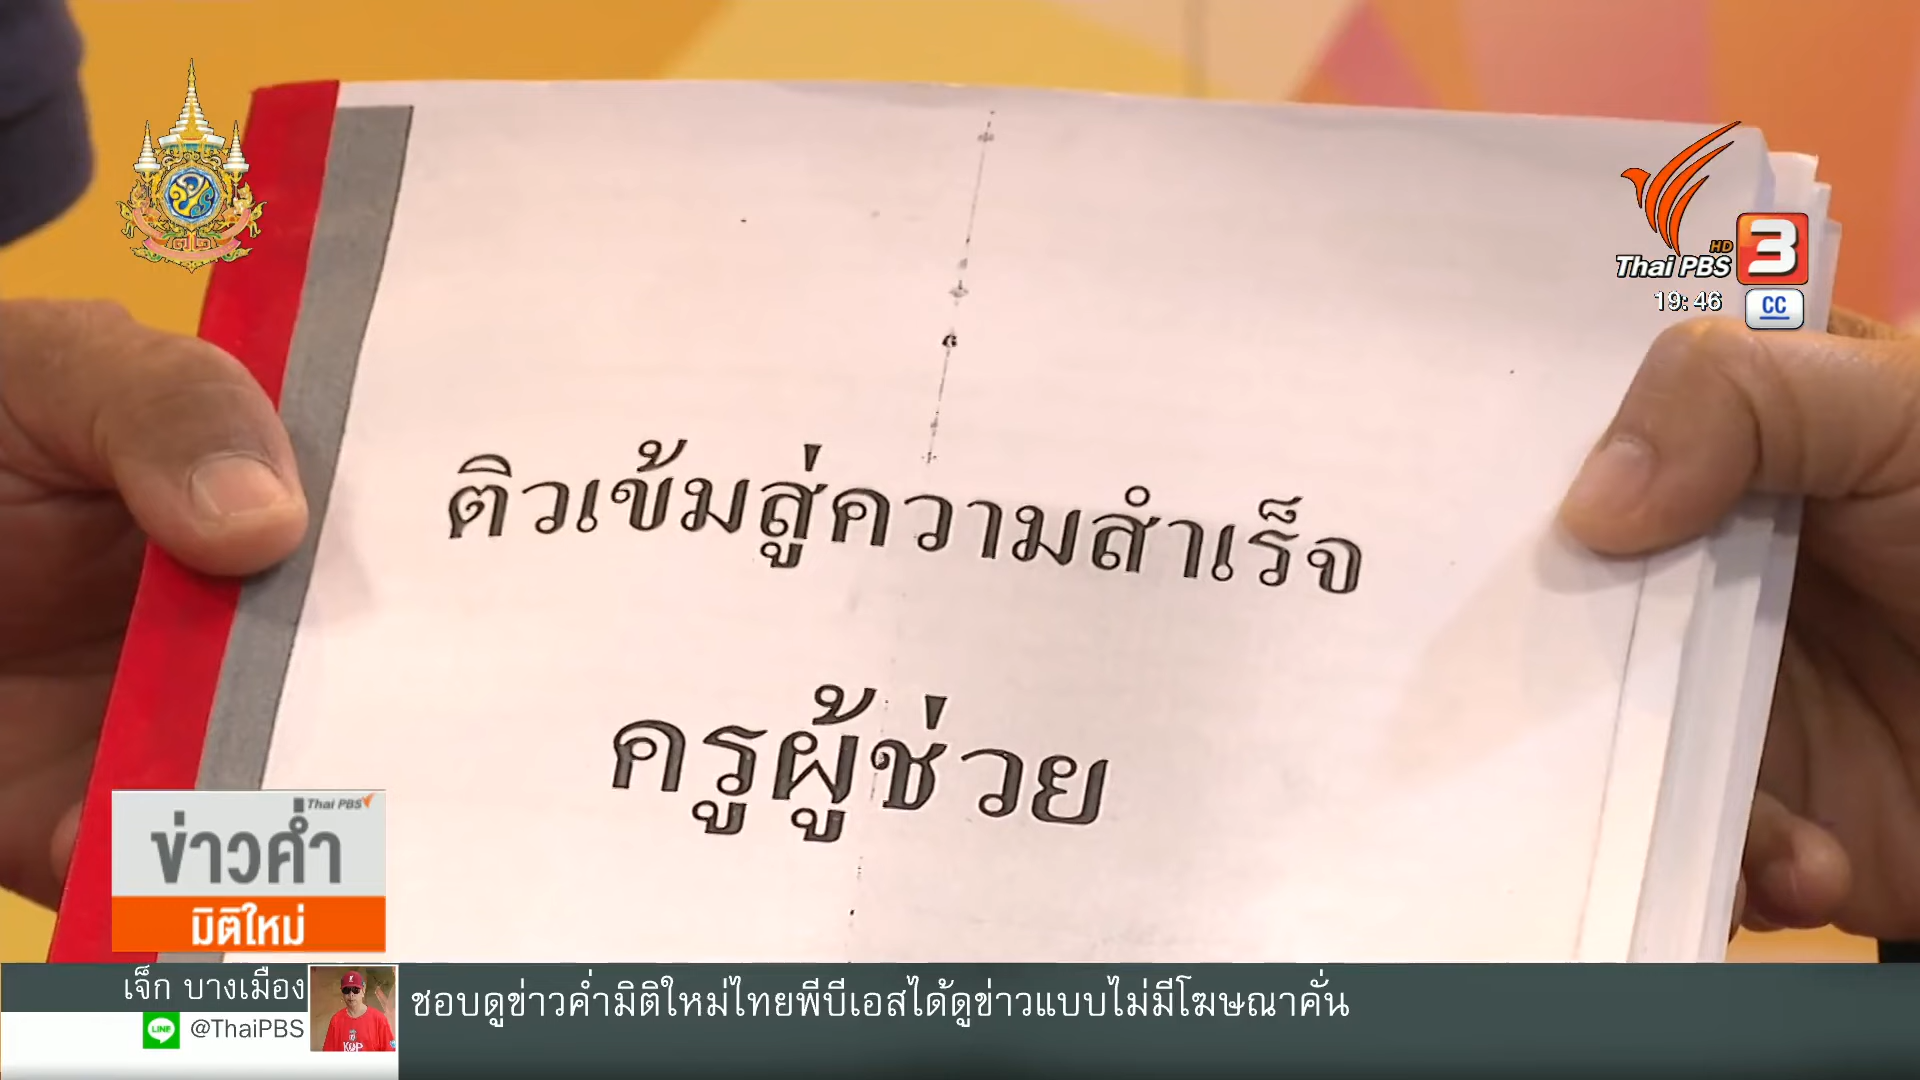 Thai PBS HD 3
19:46
CC
ติวเข้มสู่ความสำเร็จ
ครูผู้ช่วย
Thai PBS
ข่าวค่ำ
มิติใหม่
เจ็ก บางเมือง
LINE @ThaiPBS
ชอบดูข่าวค่ำมิติใหม่ไทยพีบีเอสได้ดูข่าวแบบไม่มีโฆษณาคั่น